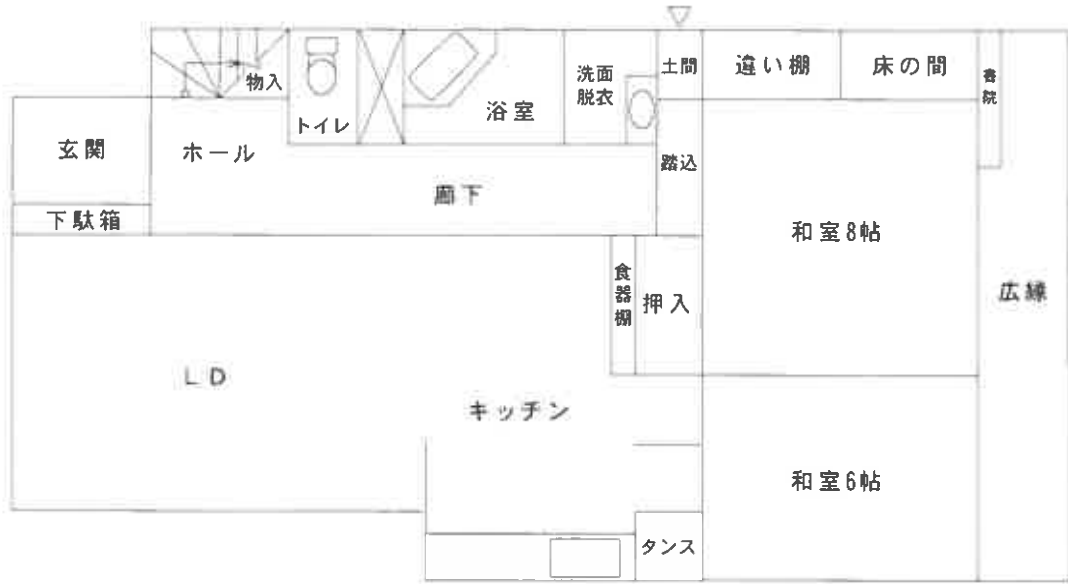 物入
トイレ
浴室
洗面
脱衣
土間
違い棚
床の間
書院
玄関
ホール
踏込
廊下
下駄箱
和室8帖
食器棚
押入
広縁
LD
キッチン
和室6帖
タンス